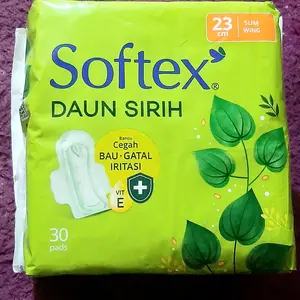 23
cm
SLIM
WING
Softex®
DAUN SIRIH
Bantu
Cegah
BAU · GATAL
IRITASI
VIT
E
30
pads